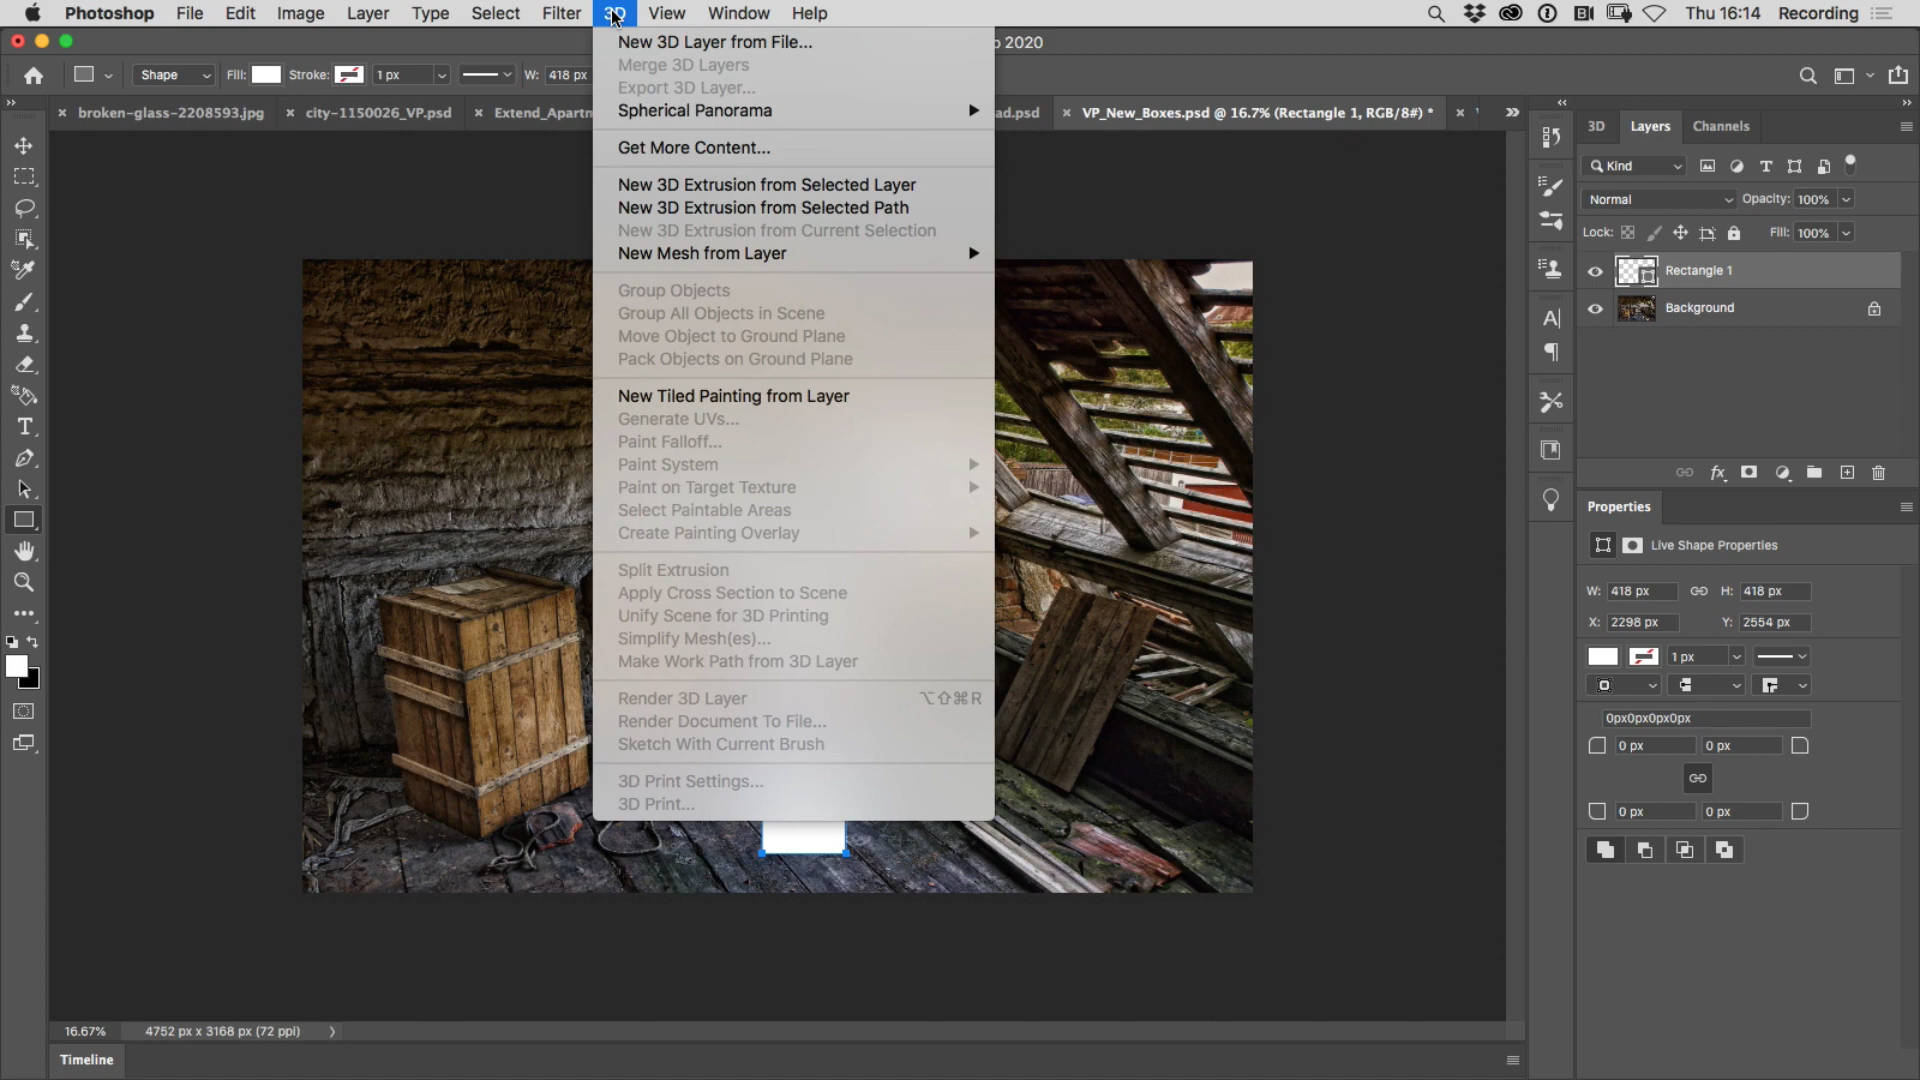 Photoshop File Edit Image Layer Type Select Filter 3D View Window Help Thu 16:14 Recording
p 2020
Shape Fill: Stroke: 1 px W: 418 px
broken-glass-2208593.jpg city-1150026_VP.psd Extend_Apartn ad.psd VP_New_Boxes.psd @ 16.7% (Rectangle 1, RGB/8#) *
New 3D Layer from File...
Merge 3D Layers
Export 3D Layer...
Spherical Panorama
Get More Content...
New 3D Extrusion from Selected Layer
New 3D Extrusion from Selected Path
New 3D Extrusion from Current Selection
New Mesh from Layer
Group Objects
Group All Objects in Scene
Move Object to Ground Plane
Pack Objects on Ground Plane
New Tiled Painting from Layer
Generate UVs...
Paint Falloff...
Paint System
Paint on Target Texture
Select Paintable Areas
Create Painting Overlay
Split Extrusion
Apply Cross Section to Scene
Unify Scene for 3D Printing
Simplify Mesh(es)...
Make Work Path from 3D Layer
Render 3D Layer ⌥⇧⌘R
Render Document To File...
Sketch With Current Brush
3D Print Settings...
3D Print...
3D Layers Channels
Kind
Normal Opacity: 100%
Lock: Fill: 100%
Rectangle 1
Background
Properties
Live Shape Properties
W: 418 px H: 418 px
X: 2298 px Y: 2554 px
1 px
0px0px0px0px
0 px 0 px
0 px 0 px
16.67% 4752 px x 3168 px (72 ppi)
Timeline